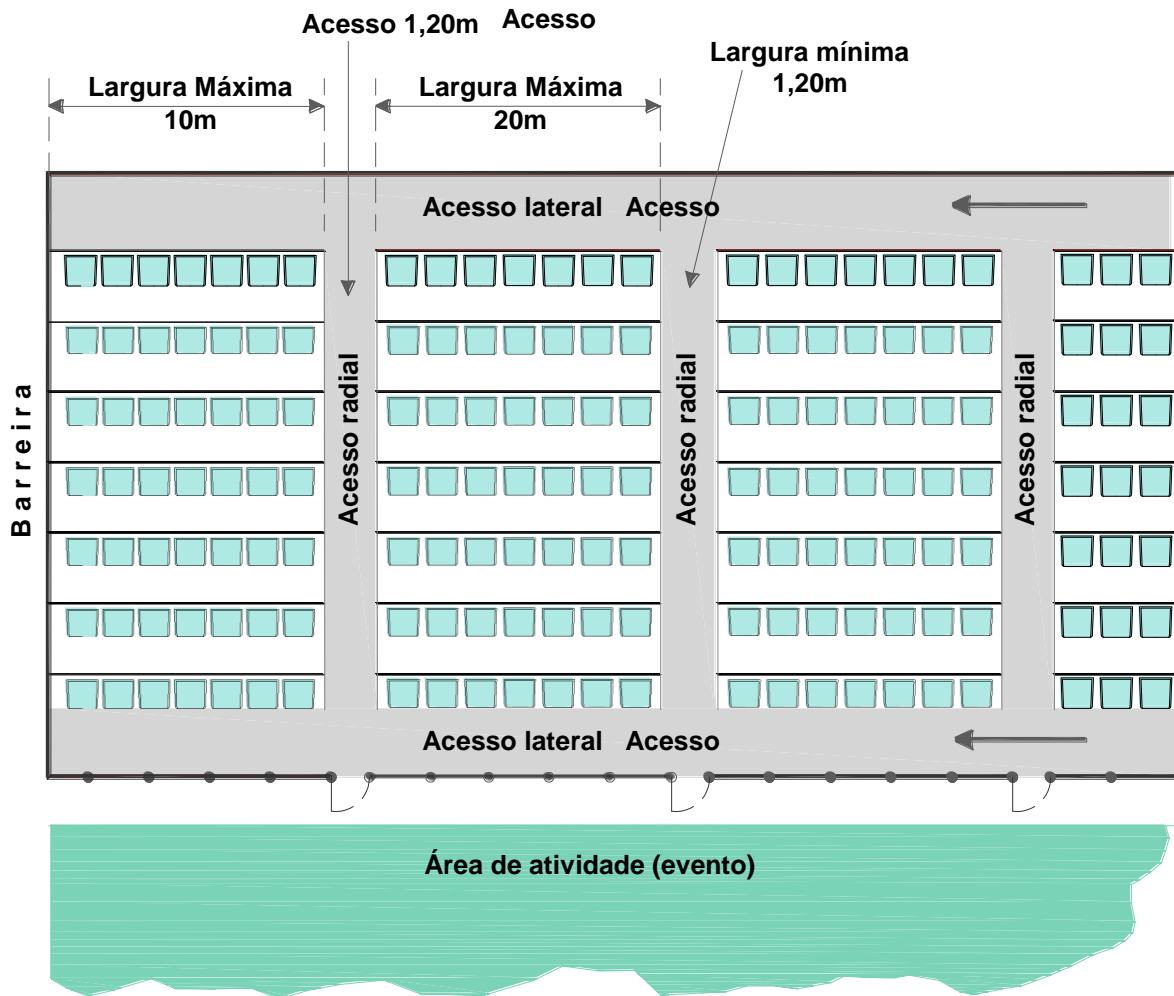 Acesso 1,20m Acesso
Largura mínima
1,20m
Largura Máxima
10m
Largura Máxima
20m
Acesso lateral Acesso
Barreira
Acesso radial
Acesso radial
Acesso radial
Acesso lateral Acesso
Área de atividade (evento)